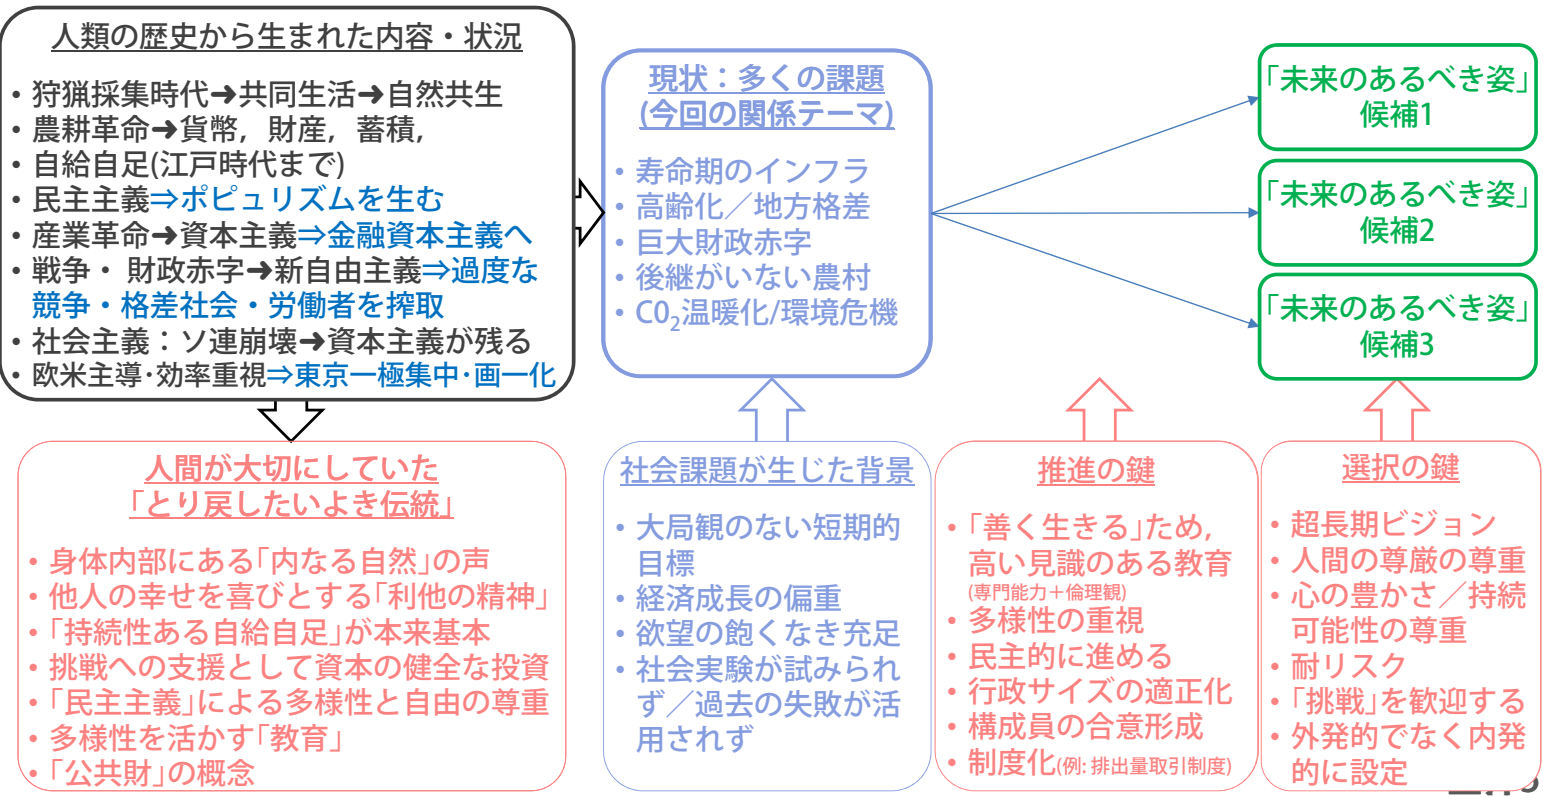 人類の歴史から生まれた内容・状況
• 狩猟採集時代➜共同生活➜自然共生
• 農耕革命➜貨幣，財産，蓄積，
• 自給自足(江戸時代まで)
• 民主主義⇒ポピュリズムを生む
• 産業革命➜資本主義⇒金融資本主義へ
• 戦争・ 財政赤字➜新自由主義⇒過度な
競争・格差社会・労働者を搾取
• 社会主義：ソ連崩壊➜資本主義が残る
• 欧米主導･効率重視⇒東京一極集中･画一化
現状：多くの課題
(今回の関係テーマ)
• 寿命期のインフラ
• 高齢化／地方格差
• 巨大財政赤字
• 後継がいない農村
• C0₂温暖化/環境危機
「未来のあるべき姿」
候補1
「未来のあるべき姿」
候補2
「未来のあるべき姿」
候補3
人間が大切にしていた
「とり戻したいよき伝統」
• 身体内部にある「内なる自然」の声
• 他人の幸せを喜びとする「利他の精神」
• 「持続性ある自給自足」が本来基本
• 挑戦への支援として資本の健全な投資
• 「民主主義」による多様性と自由の尊重
• 多様性を活かす「教育」
• 「公共財」の概念
社会課題が生じた背景
• 大局観のない短期的
目標
• 経済成長の偏重
• 欲望の飽くなき充足
• 社会実験が試みられ
ず／過去の失敗が活
用されず
推進の鍵
• 「善く生きる」ため，
高い見識のある教育
(専門能力＋倫理観)
• 多様性の重視
• 民主的に進める
• 行政サイズの適正化
• 構成員の合意形成
• 制度化(例: 排出量取引制度)
選択の鍵
• 超長期ビジョン
• 人間の尊厳の尊重
• 心の豊かさ／持続
可能性の尊重
• 耐リスク
• 「挑戦」を歓迎する
• 外発的でなく内発
的に設定